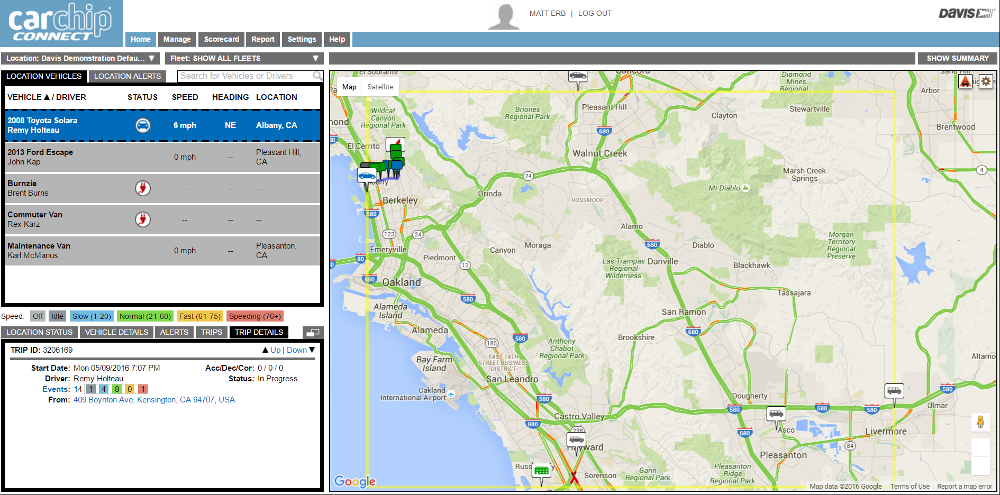 carchip
CONNECT
MATT ERB | LOG OUT
DAVIS
Home Manage Scorecard Report Settings Help
Location: Davis Demonstration Defau... ▼ Fleet: SHOW ALL FLEETS ▼ SHOW SUMMARY
LOCATION VEHICLES LOCATION ALERTS Search for Vehicles or Drivers
VEHICLE ▲ / DRIVER STATUS SPEED HEADING LOCATION
2008 Toyota Solara
Remy Holteau
6 mph NE Albany, CA
2013 Ford Escape
John Kap
0 mph -- Pleasant Hill,
CA
Burnzie
Brent Burns
-- -- --
Commuter Van
Rex Karz
-- -- --
Maintenance Van
Karl McManus
0 mph -- Pleasanton,
CA
Speed: Off Idle Slow (1-20) Normal (21-60) Fast (61-75) Speeding (76+)
LOCATION STATUS VEHICLE DETAILS ALERTS TRIPS TRIP DETAILS
TRIP ID: 3206169 ▲ Up | Down ▼
Start Date: Mon 05/09/2016 7:07 PM Acc/Dec/Cor: 0 / 0 / 0
Driver: Remy Holteau Status: In Progress
Events: 14 1 4 8 0 1
From: 409 Boynton Ave, Kensington, CA 94707, USA
Map Satellite
El Sobrante
Concord
Diamond
Mines
Regional...
Sand Hill
Arbor
Wildcat
Canyon
Regional Park
Briones
Regional Park
Pleasant Hill
Clayton
Stewartville
mond
680
Brentwood
80
El Cerrito
Walnut Creek
24
Marsh Creek
Springs
4
bany
Mt Diablo
Orinda
Berkeley
ROSSMOOR
580
Alamo
123
24
Morgan
Territory
Regional
Preserve
Emeryville
Canyon
Moraga
680
Diablo
80
Piedmont
13
Las Trampas
Regional
Wilderness
Danville
Blackhawk
0
880
Oakland
580
Tassajara
Alameda
Island
San Ramon
Alameda
580
680
Brookshire
185
Anthony
Chabot
Regional Park
EAST 14TH
STREET BUSINESS
DISTRICT
Altamo
Bay Farm
Island
San Leandro
Oakland
International Airport
580
Dougherty
580
Ulmar
580
580
580
Castro Valley
880
238
Asco
680
Livermore
yward
84
Pleasanton
Russ
y
Sorenson
Garin
Regional Park
Pleasanton
Ridge
Regional Park
Google
Map data ©2016 Google Terms of Use Report a map error